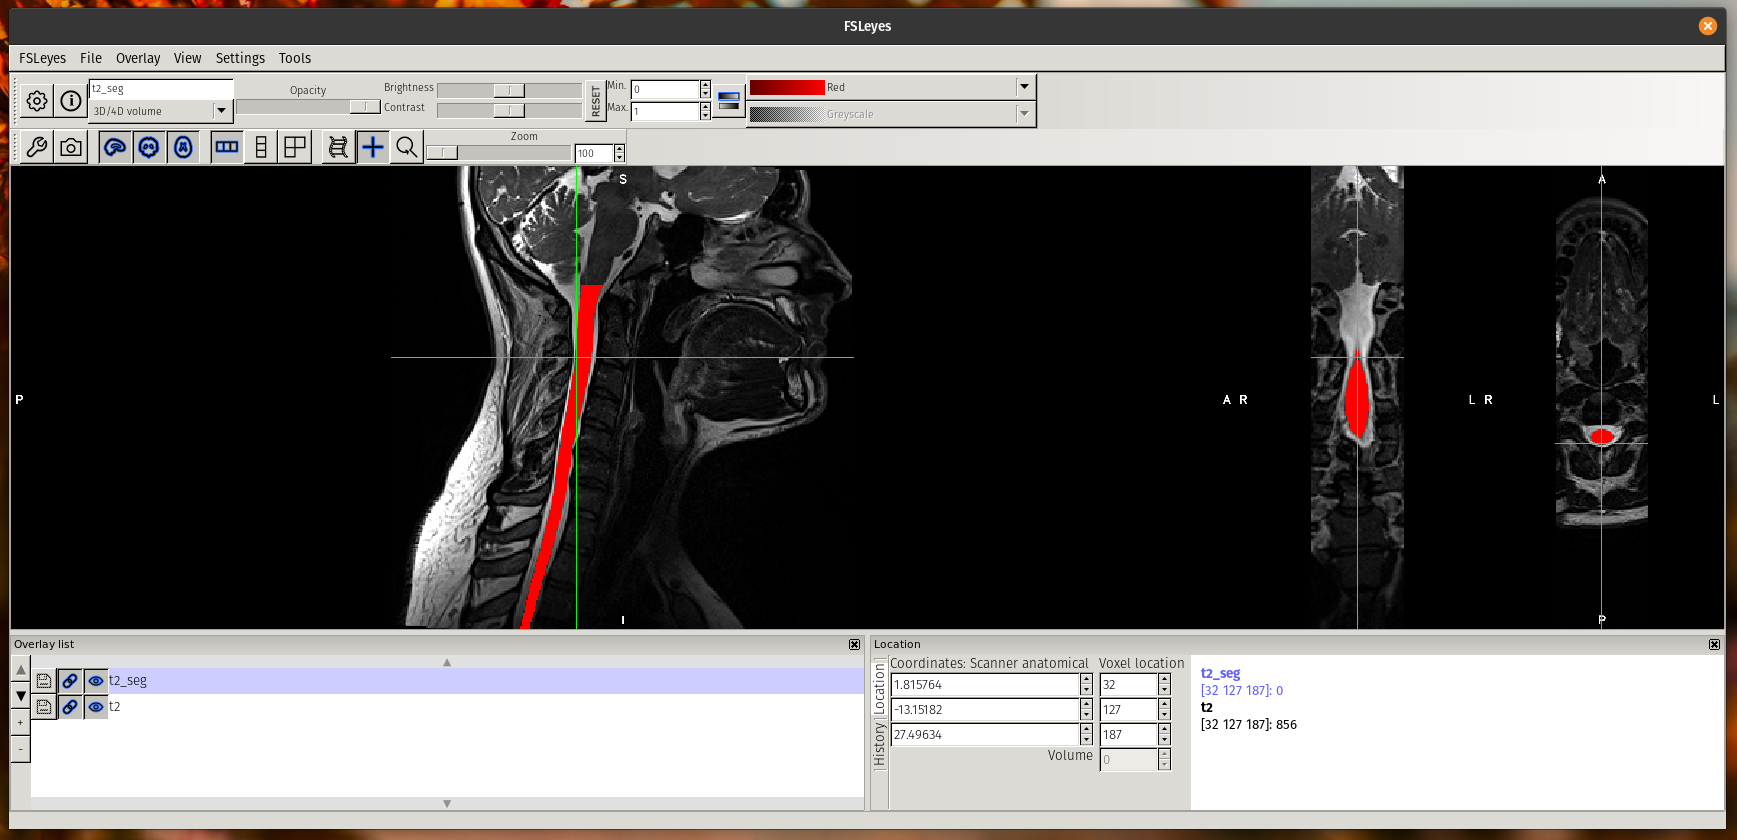 FSLeyes
FSLeyes File Overlay View Settings Tools
t2_seg
3D/4D volume
Opacity
Brightness
Contrast
RESET
Min. 0
Max. 1
Red
Greyscale
Zoom
100
S
P
I
A R
S
L R
A
L
P
Overlay list
t2_seg
t2
+
-
Location
Location
History
Coordinates: Scanner anatomical Voxel location
1.815764 32
-13.15182 127
27.49634 187
Volume 0
t2_seg
[32 127 187]: 0
t2
[32 127 187]: 856